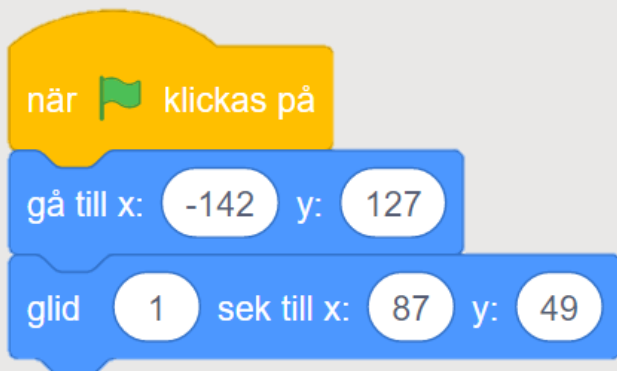 när klickas på
gå till x: -142 y: 127
glid 1 sek till x: 87 y: 49